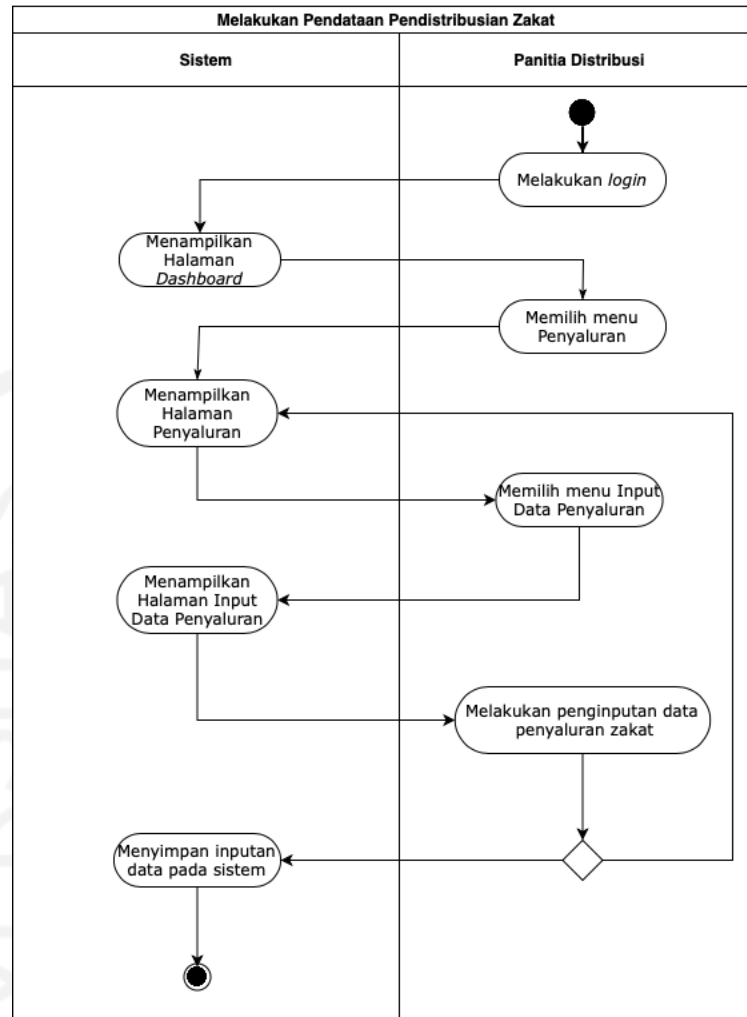 Melakukan Pendataan Pendistribusian Zakat
Sistem
Panitia Distribusi
Melakukan login
Menampilkan
Halaman
Dashboard
Memilih menu
Penyaluran
Menampilkan
Halaman
Penyaluran
Memilih menu Input
Data Penyaluran
Menampilkan
Halaman Input
Data Penyaluran
Melakukan penginputan data
penyaluran zakat
Menyimpan inputan
data pada sistem